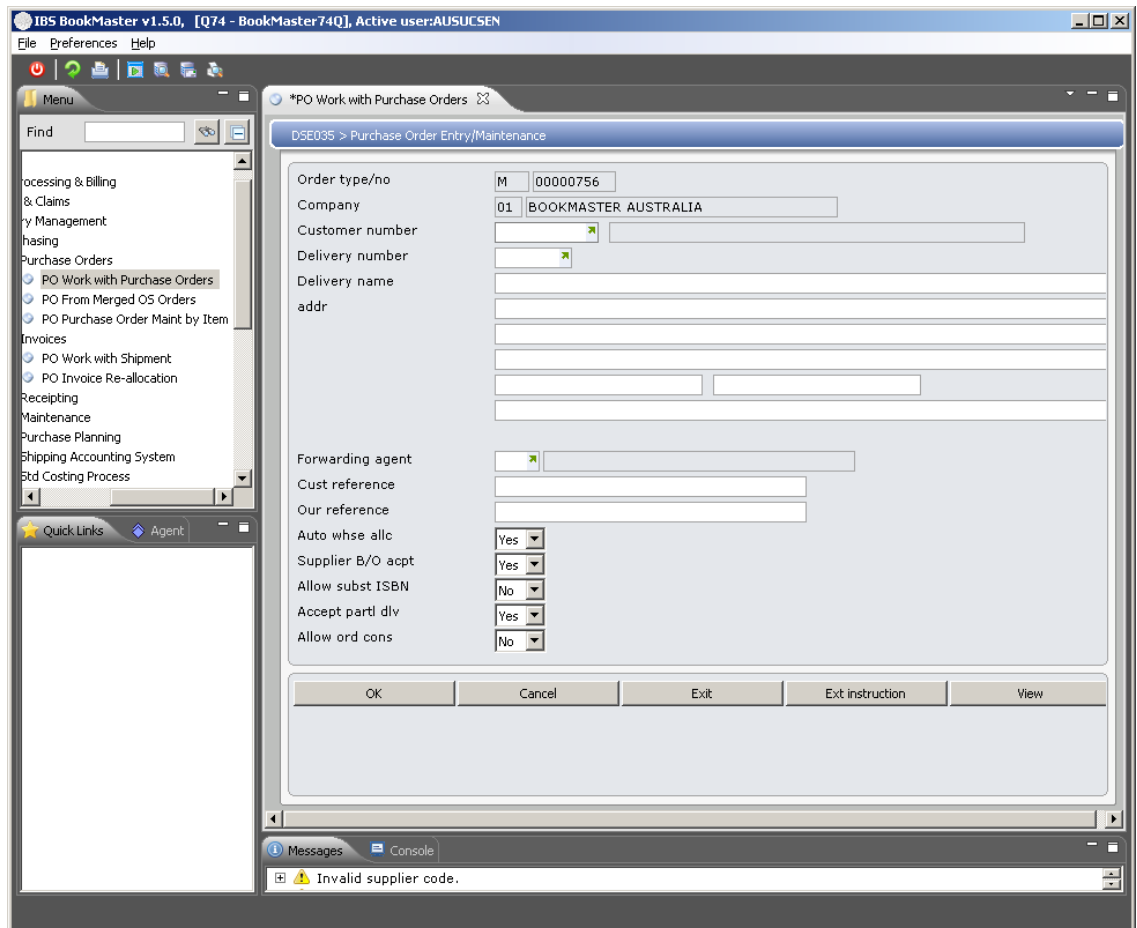 IBS BookMaster v1.5.0, [Q74 - BookMaster74Q], Active user:AUSUCSEN
File Preferences Help
Menu
Find
ocessing & Billing
& Claims
ry Management
hasing
Purchase Orders
PO Work with Purchase Orders
PO From Merged OS Orders
PO Purchase Order Maint by Item
Invoices
PO Work with Shipment
PO Invoice Re-allocation
Receipting
Maintenance
Purchase Planning
Shipping Accounting System
Std Costing Process
Quick Links Agent
*PO Work with Purchase Orders
DSE035 > Purchase Order Entry/Maintenance
Order type/no M 00000756
Company 01 BOOKMASTER AUSTRALIA
Customer number
Delivery number
Delivery name
addr
Forwarding agent
Cust reference
Our reference
Auto whse allc Yes
Supplier B/O acpt Yes
Allow subst ISBN No
Accept partl dlv Yes
Allow ord cons No
OK Cancel Exit Ext instruction View
Messages Console
Invalid supplier code.